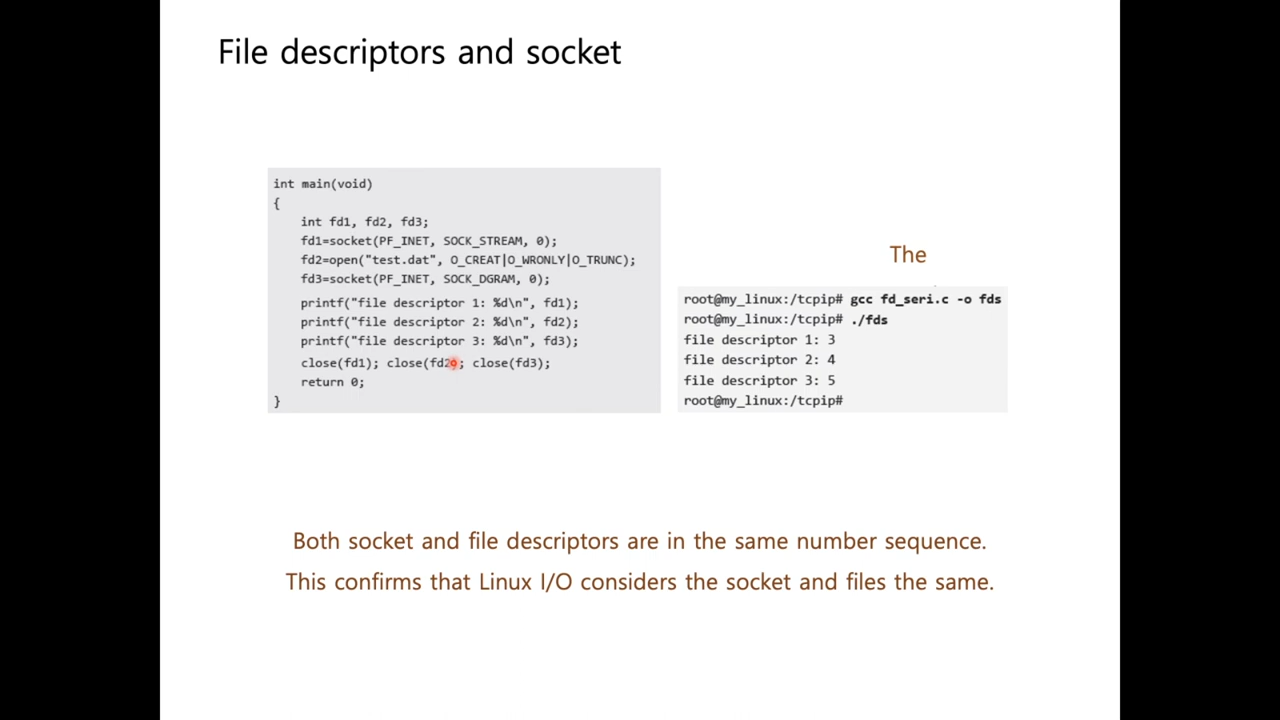 File descriptors and socket
int main(void)
{
int fd1, fd2, fd3;
fd1=socket(PF_INET, SOCK_STREAM, 0);
fd2=open("test.dat", O_CREAT|O_WRONLY|O_TRUNC);
fd3=socket(PF_INET, SOCK_DGRAM, 0);
printf("file descriptor 1: %d\n", fd1);
printf("file descriptor 2: %d\n", fd2);
printf("file descriptor 3: %d\n", fd3);
close(fd1); close(fd2); close(fd3);
return 0;
}
The
root@my_linux:/tcpip# gcc fd_seri.c -o fds
root@my_linux:/tcpip# ./fds
file descriptor 1: 3
file descriptor 2: 4
file descriptor 3: 5
root@my_linux:/tcpip#
Both socket and file descriptors are in the same number sequence.
This confirms that Linux I/O considers the socket and files the same.